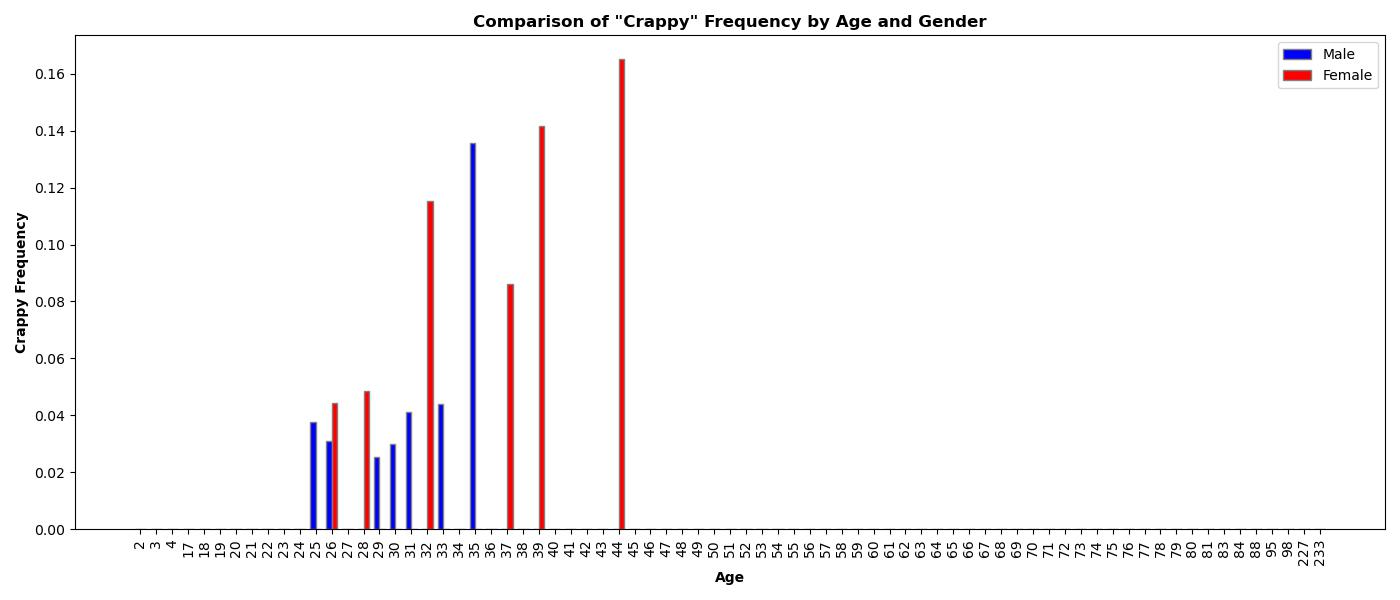 Comparison of "Crappy" Frequency by Age and Gender
Male
Female
0.16
0.14
0.12
0.10
0.08
0.06
0.04
0.02
0.00
Crappy Frequency
2 3 4 17 18 19 20 21 22 23 24 25 26 27 28 29 30 31 32 33 34 35 36 37 38 39 40 41 42 43 44 45 46 47 48 49 50 51 52 53 54 55 56 57 58 59 60 61 62 63 64 65 66 67 68 69 70 71 72 73 74 75 76 77 78 79 80 81 83 84 88 95 98 227 233
Age